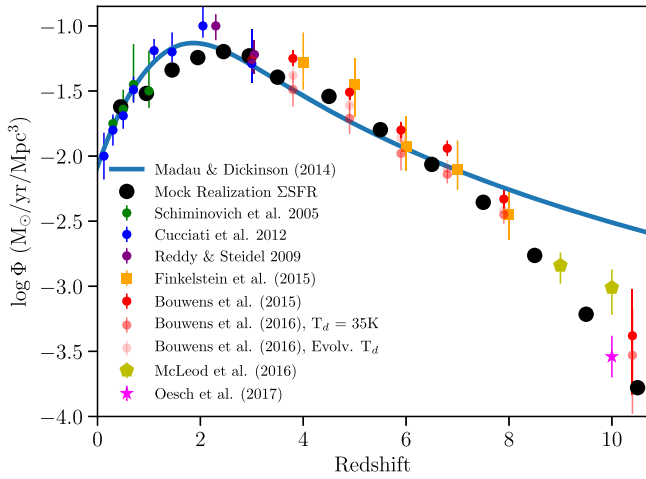 −1.0
−1.5
−2.0
−2.5
−3.0
−3.5
−4.0
log Φ (M⊙/yr/Mpc³)
Madau & Dickinson (2014)
Mock Realization ΣSFR
Schiminovich et al. 2005
Cucciati et al. 2012
Reddy & Steidel 2009
Finkelstein et al. (2015)
Bouwens et al. (2015)
Bouwens et al. (2016), T_d = 35K
Bouwens et al. (2016), Evolv. T_d
McLeod et al. (2016)
Oesch et al. (2017)
0 2 4 6 8 10
Redshift